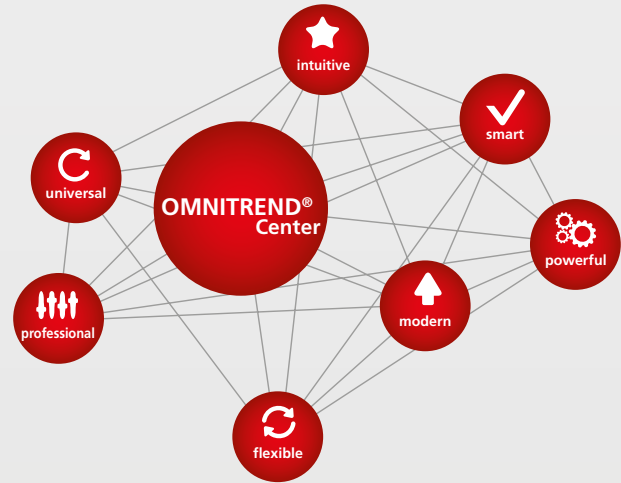 intuitive
smart
universal
OMNITREND®
Center
powerful
modern
professional
flexible